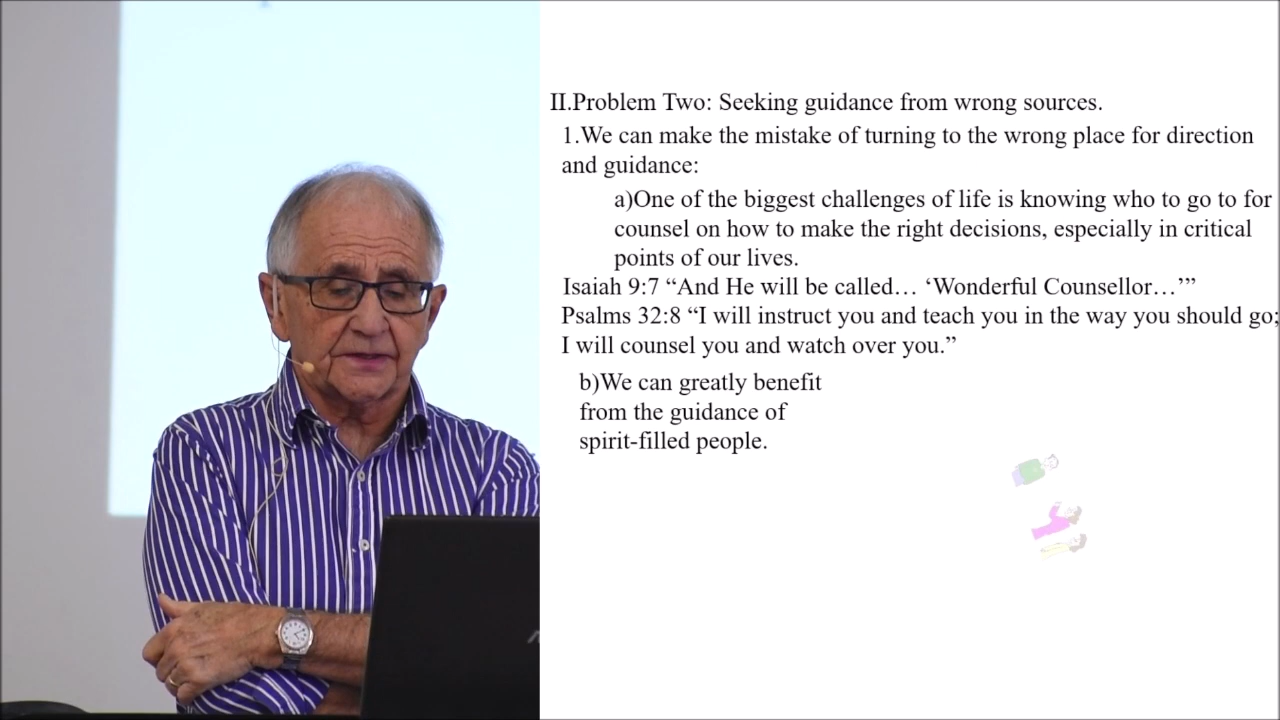 II.Problem Two: Seeking guidance from wrong sources.
1.We can make the mistake of turning to the wrong place for direction
and guidance:
a)One of the biggest challenges of life is knowing who to go to for
counsel on how to make the right decisions, especially in critical
points of our lives.
Isaiah 9:7 “And He will be called… ‘Wonderful Counsellor…’”
Psalms 32:8 “I will instruct you and teach you in the way you should go;
I will counsel you and watch over you.”
b)We can greatly benefit
from the guidance of
spirit-filled people.